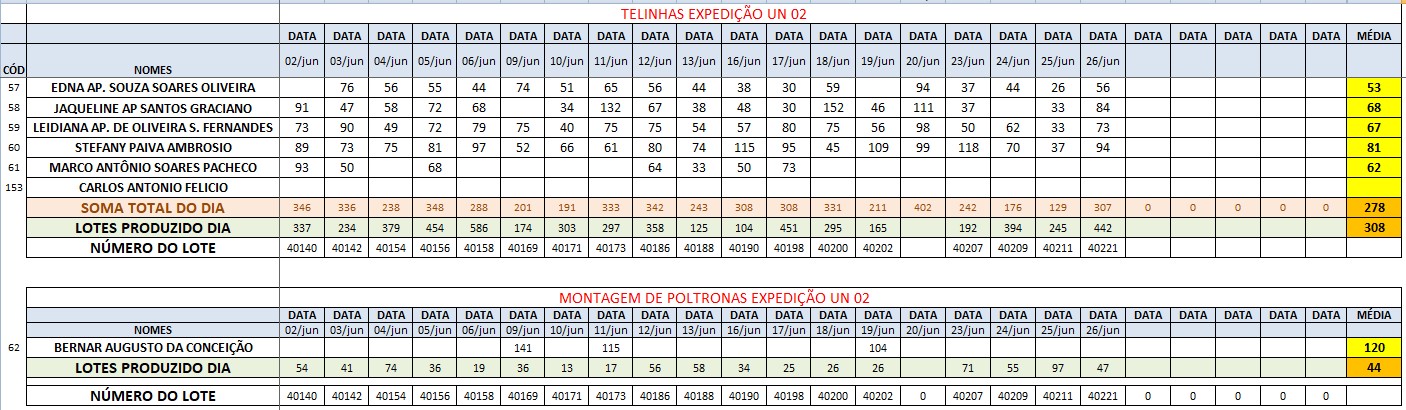 TELINHAS EXPEDIÇÃO UN 02
DATA DATA DATA DATA DATA DATA DATA DATA DATA DATA DATA DATA DATA DATA DATA DATA DATA DATA DATA DATA DATA DATA DATA DATA MÉDIA
CÓD NOMES 02/jun 03/jun 04/jun 05/jun 06/jun 09/jun 10/jun 11/jun 12/jun 13/jun 16/jun 17/jun 18/jun 19/jun 20/jun 23/jun 24/jun 25/jun 26/jun
57 EDNA AP. SOUZA SOARES OLIVEIRA 76 56 55 44 74 51 65 56 44 38 30 59 94 37 44 26 56 53
58 JAQUELINE AP SANTOS GRACIANO 91 47 58 72 68 34 132 67 38 48 30 152 46 111 37 33 84 68
59 LEIDIANA AP. DE OLIVEIRA S. FERNANDES 73 90 49 72 79 75 40 75 75 54 57 80 75 56 98 50 62 33 73 67
60 STEFANY PAIVA AMBROSIO 89 73 75 81 97 52 66 61 80 74 115 95 45 109 99 118 70 37 94 81
61 MARCO ANTÔNIO SOARES PACHECO 93 50 68 64 33 50 73 62
153 CARLOS ANTONIO FELICIO
SOMA TOTAL DO DIA 346 336 238 348 288 201 191 333 342 243 308 308 331 211 402 242 176 129 307 0 0 0 0 0 278
LOTES PRODUZIDO DIA 337 234 379 454 586 174 303 297 358 125 104 451 295 165 192 394 245 442 308
NÚMERO DO LOTE 40140 40142 40154 40156 40158 40169 40171 40173 40186 40188 40190 40198 40200 40202 40207 40209 40211 40221
MONTAGEM DE POLTRONAS EXPEDIÇÃO UN 02
DATA DATA DATA DATA DATA DATA DATA DATA DATA DATA DATA DATA DATA DATA DATA DATA DATA DATA DATA DATA DATA DATA DATA DATA MÉDIA
NOMES 02/jun 03/jun 04/jun 05/jun 06/jun 09/jun 10/jun 11/jun 12/jun 13/jun 16/jun 17/jun 18/jun 19/jun 20/jun 23/jun 24/jun 25/jun 26/jun
62 BERNAR AUGUSTO DA CONCEIÇÃO 141 115 104 120
LOTES PRODUZIDO DIA 54 41 74 36 19 36 13 17 56 58 34 25 26 26 71 55 97 47 44
NÚMERO DO LOTE 40140 40142 40154 40156 40158 40169 40171 40173 40186 40188 40190 40198 40200 40202 0 40207 40209 40211 40221 0 0 0 0 0